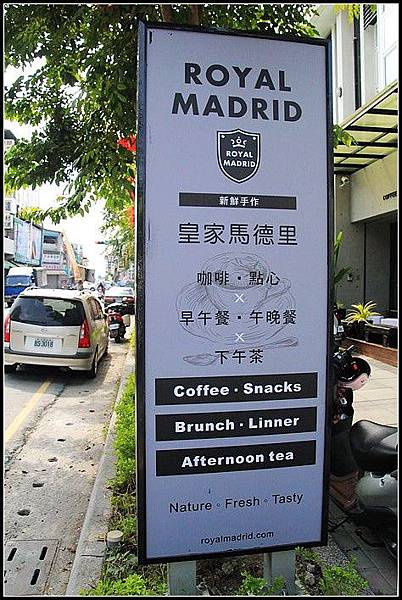 ROYAL
MADRID
ROYAL
MADRID
新鮮手作
皇家馬德里
咖啡・點心
×
早午餐・午晚餐
×
下午茶
Coffee・Snacks
Brunch・Linner
Afternoon tea
Nature。Fresh。Tasty
royalmadrid.com
COFFEE